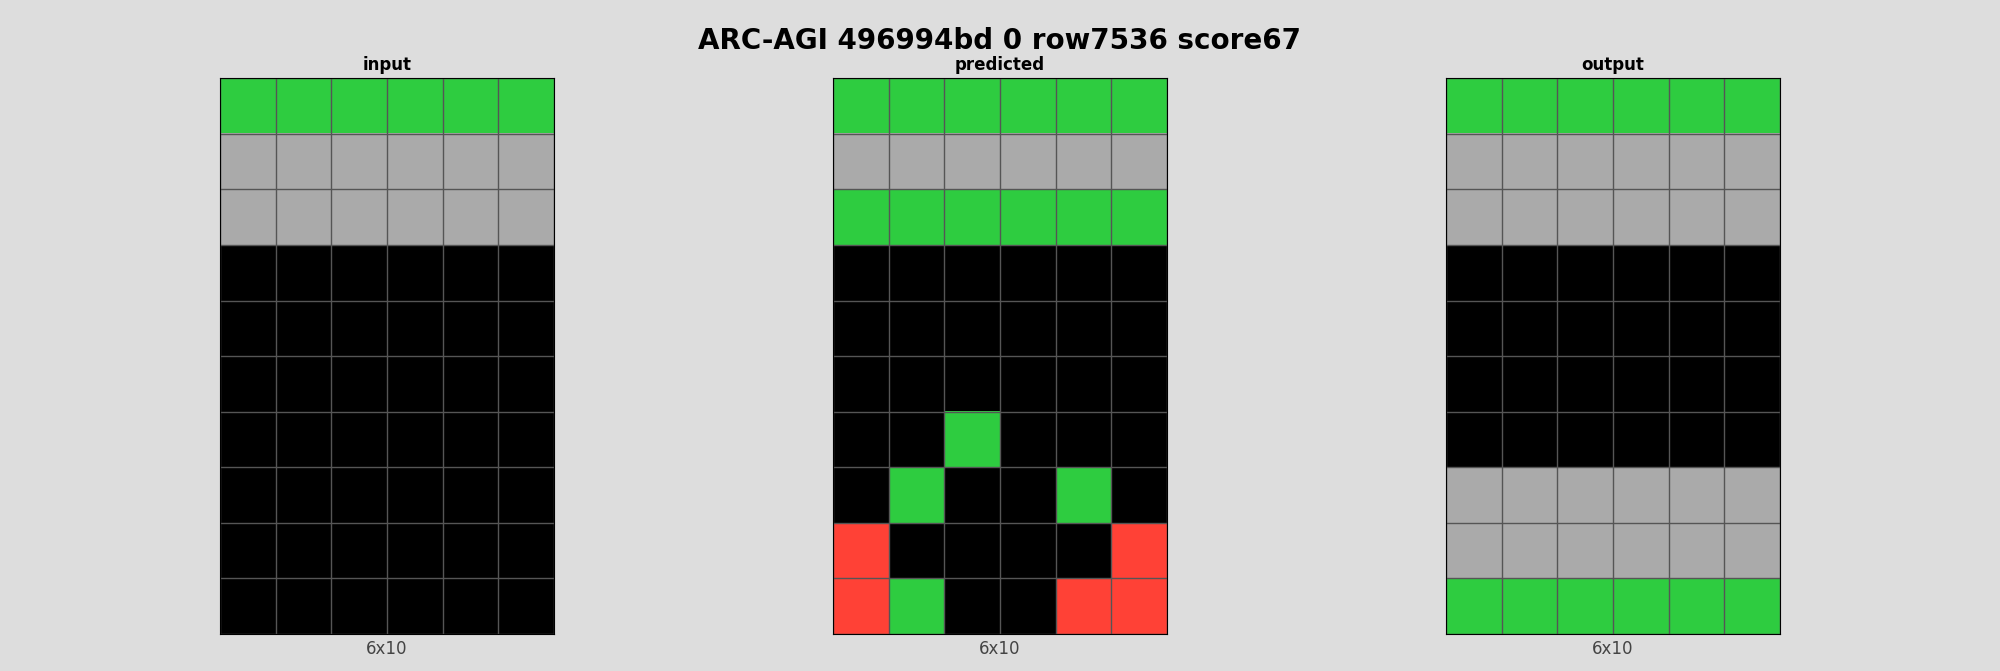 ARC-AGI 496994bd 0 row7536 score67
input
predicted
output
6x10
6x10
6x10